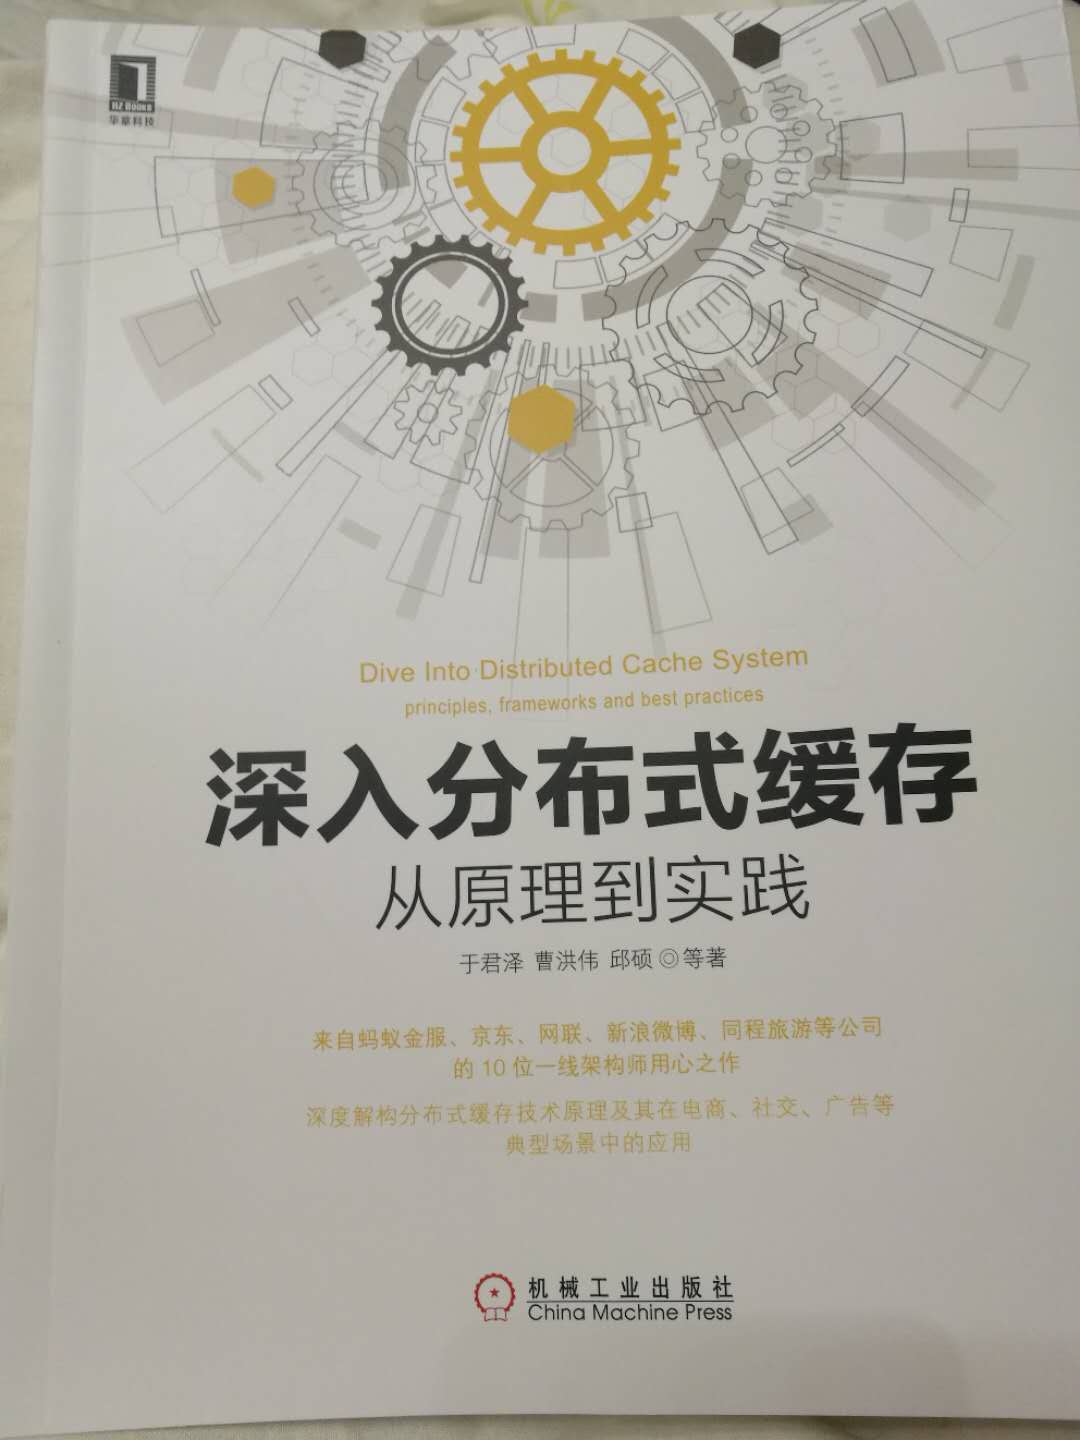 HZ Books
华章科技
Dive Into Distributed Cache System
principles, frameworks and best practices
深入分布式缓存
从原理到实践
于君泽 曹洪伟 邱硕 ◎ 等著
来自蚂蚁金服、京东、网联、新浪微博、同程旅游等公司
的 10 位一线架构师用心之作
深度解构分布式缓存技术原理及其在电商、社交、广告等
典型场景中的应用
机械工业出版社
China Machine Press